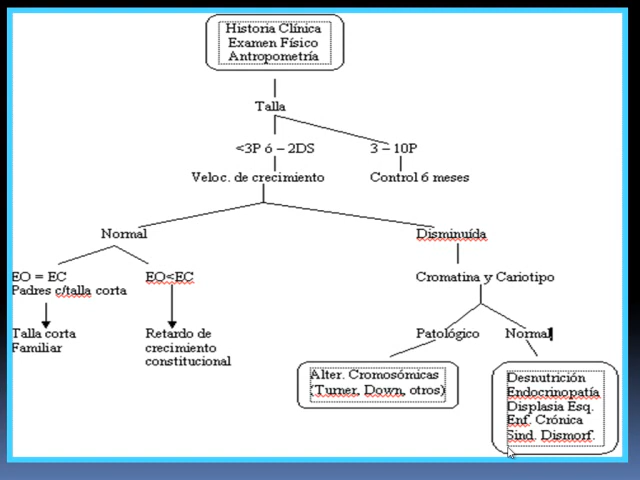 Historia Clínica
Examen Físico
Antropometría
Talla
<3P ó – 2DS
3 – 10P
Veloc. de crecimiento
Control 6 meses
Normal
Disminuída
EO = EC
Padres c/talla corta
EO<EC
Cromatina y Cariotipo
Talla corta
Familiar
Retardo de
crecimiento
constitucional
Patológico
Normal
Alter. Cromosómicas
(Turner, Down, otros)
Desnutrición
Endocrinopatía
Displasia Esq.
Enf. Crónica
Sind. Dismorf.